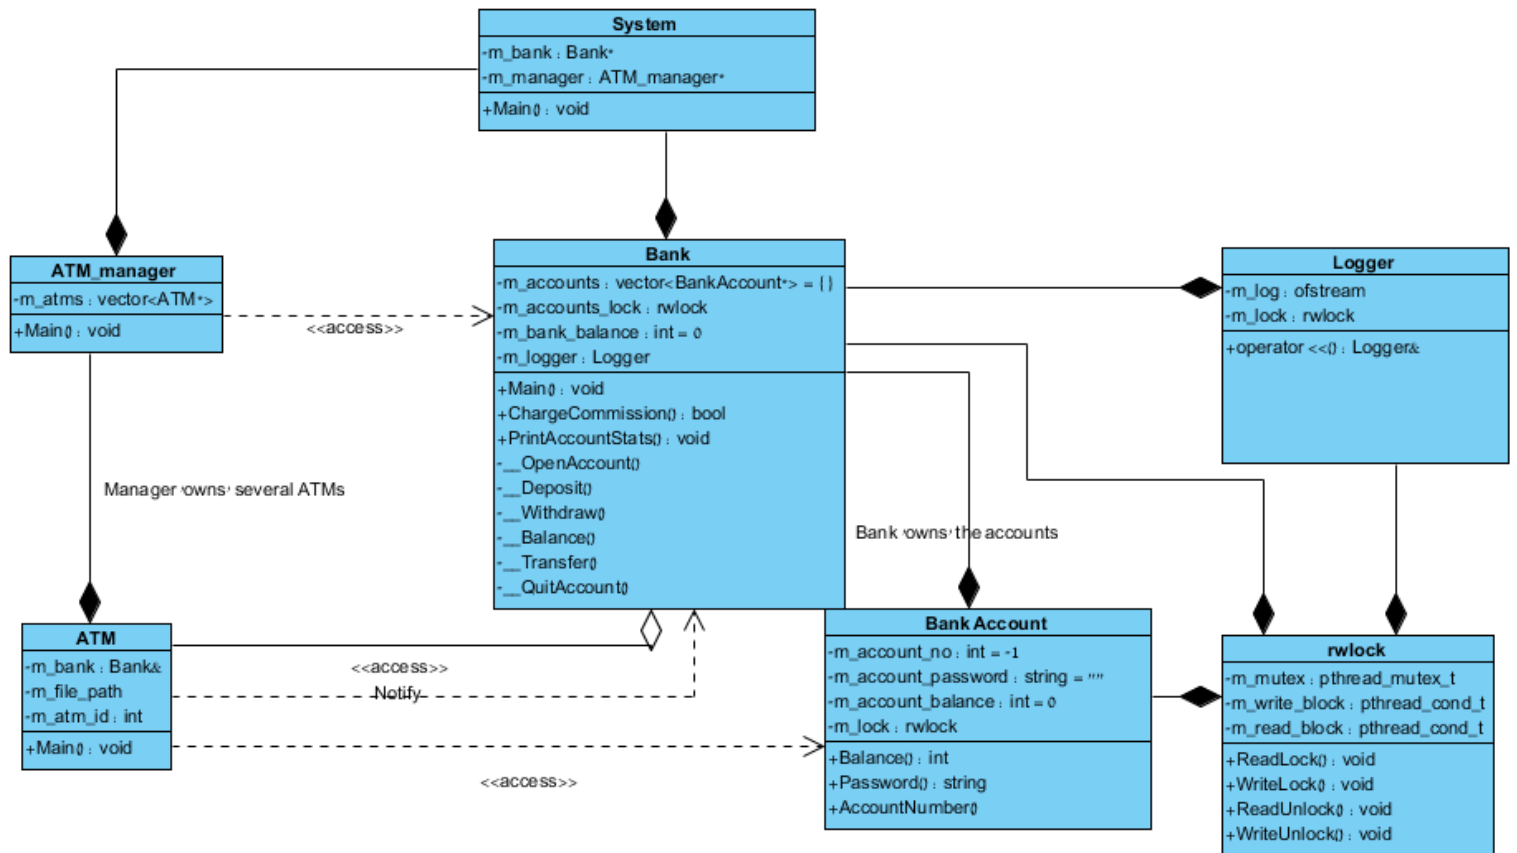 System
-m_bank : Bank*
-m_manager : ATM_manager*
+Main() : void
ATM_manager
-m_atms : vector<ATM*>
+Main() : void
<<access>>
Bank
-m_accounts : vector<BankAccount*> = {}
-m_accounts_lock : rwlock
-m_bank_balance : int = 0
-m_logger : Logger
+Main() : void
+ChargeCommission() : bool
+PrintAccountStats() : void
-__OpenAccount()
-__Deposit()
-__Withdraw()
-__Balance()
-__Transfer()
-__QuitAccount()
Logger
-m_log : ofstream
-m_lock : rwlock
+operator <<() : Logger&
Manager 'owns' several ATMs
Bank 'owns' the accounts
ATM
-m_bank : Bank&
-m_file_path
-m_atm_id : int
+Main() : void
<<access>>
Notify
<<access>>
Bank Account
-m_account_no : int = -1
-m_account_password : string = ""
-m_account_balance : int = 0
-m_lock : rwlock
+Balance() : int
+Password() : string
+AccountNumber()
rwlock
-m_mutex : pthread_mutex_t
-m_write_block : pthread_cond_t
-m_read_block : pthread_cond_t
+ReadLock() : void
+WriteLock() : void
+ReadUnlock() : void
+WriteUnlock() : void